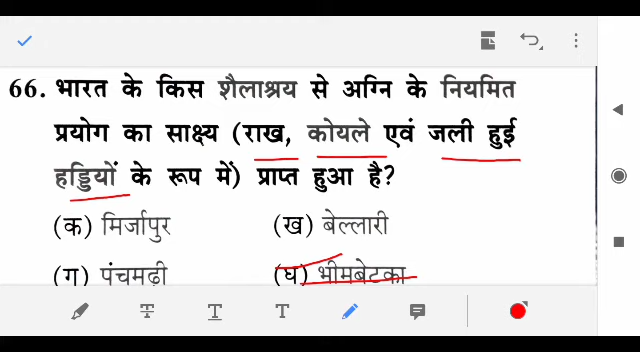 66. भारत के किस शैलाश्रय से अग्नि के नियमित
प्रयोग का साक्ष्य (राख, कोयले एवं जली हुई
हड्डियों के रूप में) प्राप्त हुआ है?
(क) मिर्जापुर (ख) बेल्लारी
(ग) पंचमढ़ी (घ) भीमबेटका
T T T